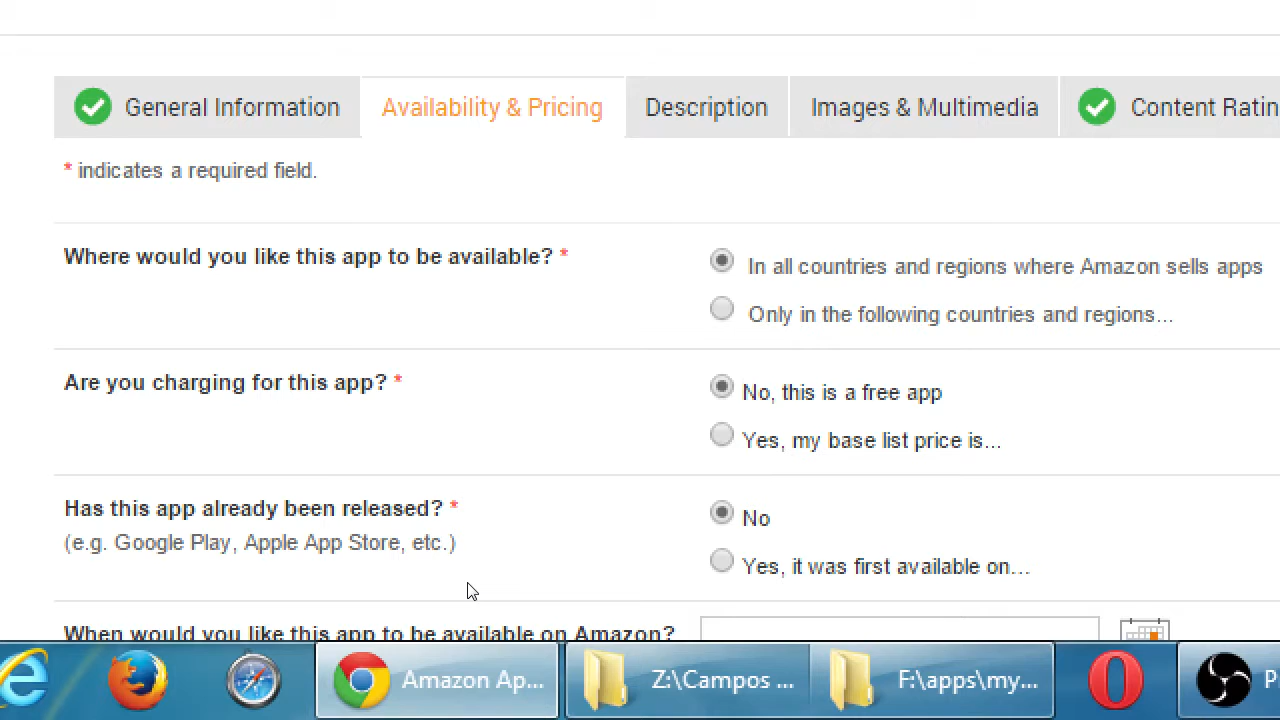 General Information Availability & Pricing Description Images & Multimedia Content Ratin
* indicates a required field.
Where would you like this app to be available? *
In all countries and regions where Amazon sells apps
Only in the following countries and regions...
Are you charging for this app? *
No, this is a free app
Yes, my base list price is...
Has this app already been released? *
(e.g. Google Play, Apple App Store, etc.)
No
Yes, it was first available on...
When would you like this app to be available on Amazon?
Amazon Ap... Z:\Campos ... F:\apps\my... P